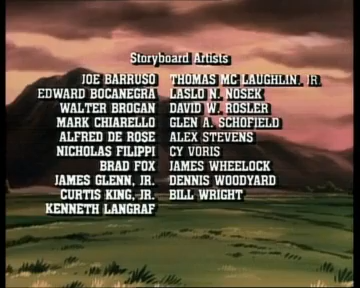 Storyboard Artists
JOE BARRUSO THOMAS MC LAUGHLIN, JR.
EDWARD BOCANEGRA LASLO N. NOSEK
WALTER BROGAN DAVID W. ROSLER
MARK CHIARELLO GLEN A. SCHOFIELD
ALFRED DE ROSE ALEX STEVENS
NICHOLAS FILIPPI CY VORIS
BRAD FOX JAMES WHEELOCK
JAMES GLENN, JR. DENNIS WOODYARD
CURTIS KING, JR. BILL WRIGHT
KENNETH LANGRAF